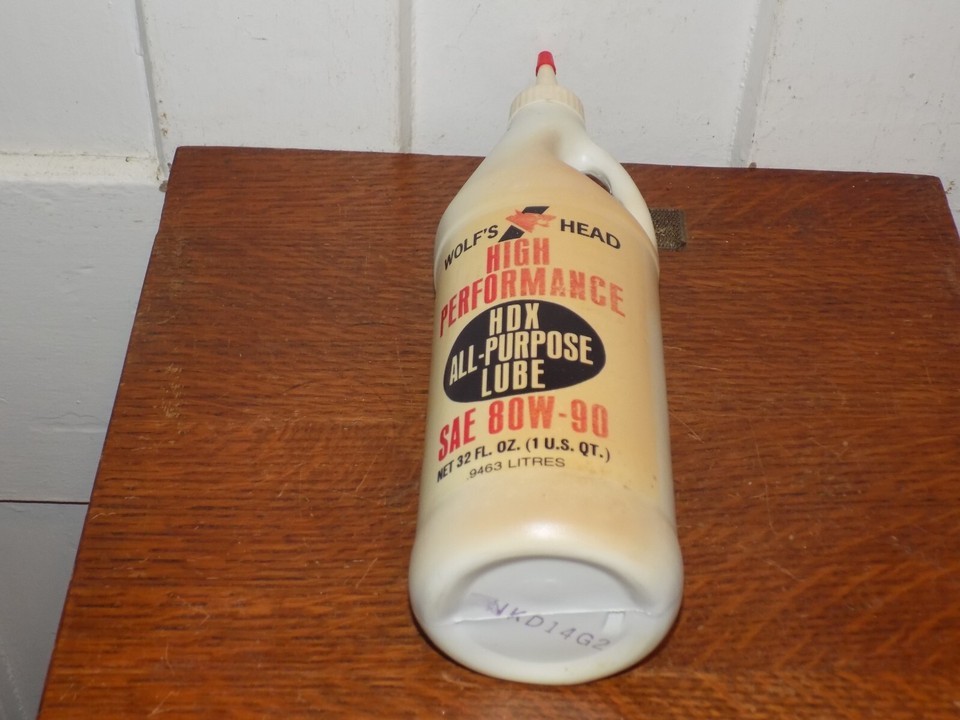 WOLF'S HEAD
HIGH
PERFORMANCE
HDX
ALL-PURPOSE
LUBE
SAE 80W-90
NET 32 FL. OZ. (1 U.S. QT.)
.9463 LITRES
NKD14G2